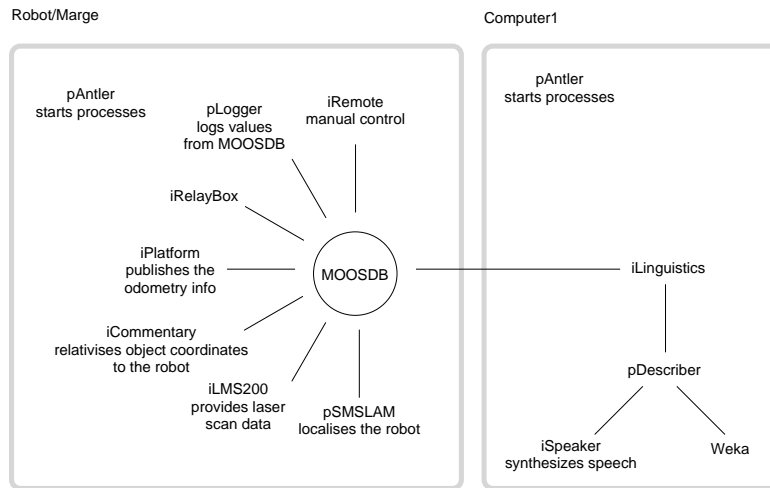 Robot/Marge
Computer1
pAntler
starts processes
pLogger
logs values
from MOOSDB
iRemote
manual control
pAntler
starts processes
iRelayBox
iPlatform
publishes the
odometry info
MOOSDB
iLinguistics
iCommentary
relativises object coordinates
to the robot
iLMS200
provides laser
scan data
pSMSLAM
localises the robot
pDescriber
iSpeaker
synthesizes speech
Weka